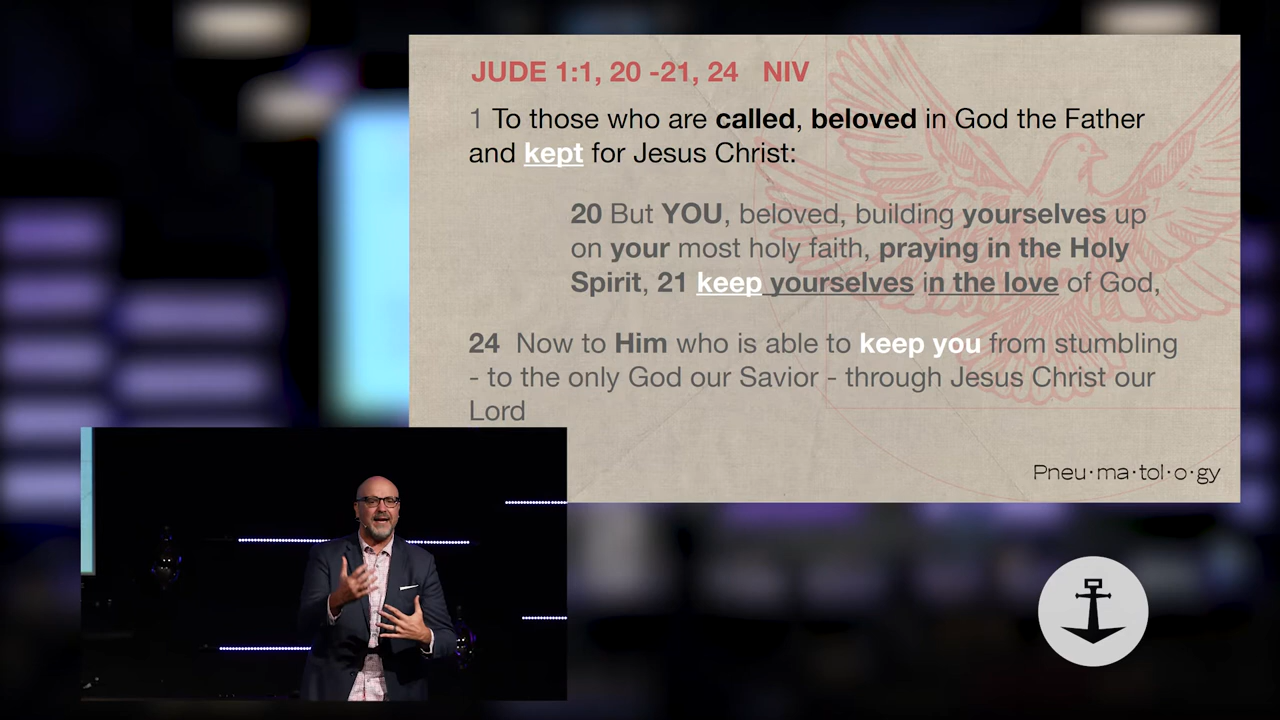 JUDE 1:1, 20 -21, 24 NIV
1 To those who are called, beloved in God the Father
and kept for Jesus Christ:
20 But YOU, beloved, building yourselves up
on your most holy faith, praying in the Holy
Spirit, 21 keep yourselves in the love of God,
24 Now to Him who is able to keep you from stumbling
- to the only God our Savior - through Jesus Christ our
Lord
Pneu·ma·tol·o·gy